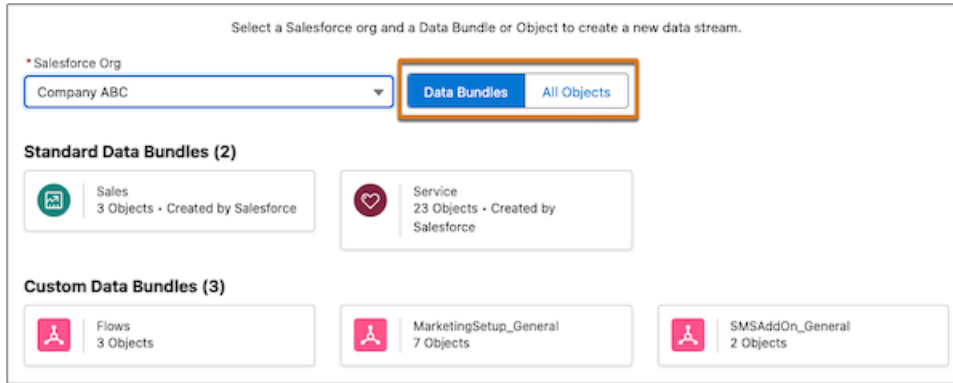 Select a Salesforce org and a Data Bundle or Object to create a new data stream.
* Salesforce Org
Company ABC
Data Bundles
All Objects
Standard Data Bundles (2)
Sales
3 Objects • Created by Salesforce
Service
23 Objects • Created by
Salesforce
Custom Data Bundles (3)
Flows
3 Objects
MarketingSetup_General
7 Objects
SMSAddOn_General
2 Objects